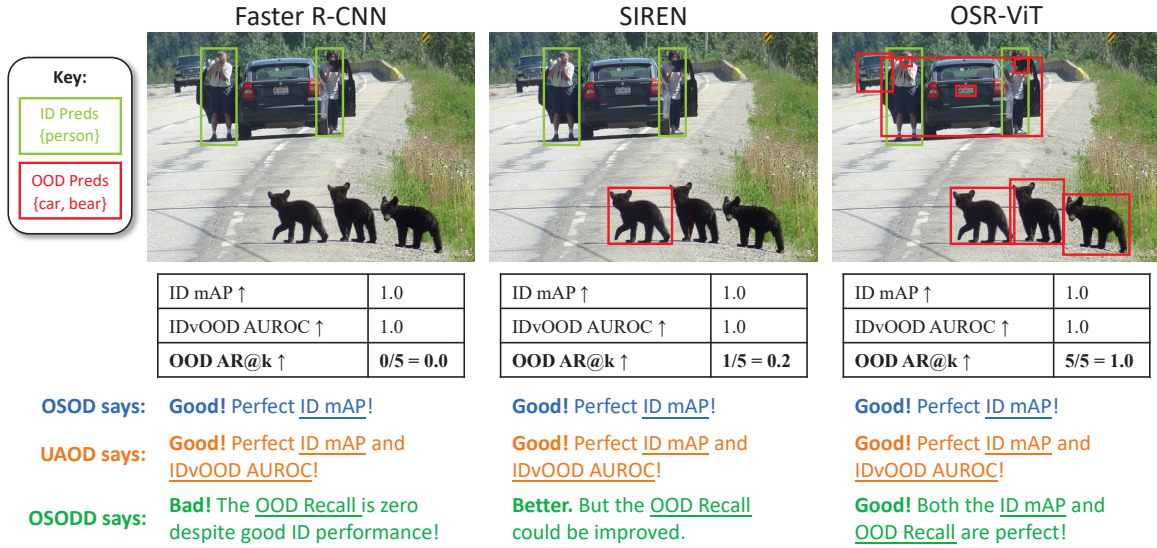 Faster R-CNN
SIREN
OSR-ViT
Key:
ID Preds
{person}
OOD Preds
{car, bear}
ID mAP ↑ 1.0
IDvOOD AUROC ↑ 1.0
OOD AR@k ↑ 0/5 = 0.0
ID mAP ↑ 1.0
IDvOOD AUROC ↑ 1.0
OOD AR@k ↑ 1/5 = 0.2
ID mAP ↑ 1.0
IDvOOD AUROC ↑ 1.0
OOD AR@k ↑ 5/5 = 1.0
OSOD says:
Good! Perfect ID mAP!
Good! Perfect ID mAP!
Good! Perfect ID mAP!
UAOD says:
Good! Perfect ID mAP and
IDvOOD AUROC!
Good! Perfect ID mAP and
IDvOOD AUROC!
Good! Perfect ID mAP and
IDvOOD AUROC!
OSODD says:
Bad! The OOD Recall is zero
despite good ID performance!
Better. But the OOD Recall
could be improved.
Good! Both the ID mAP and
OOD Recall are perfect!